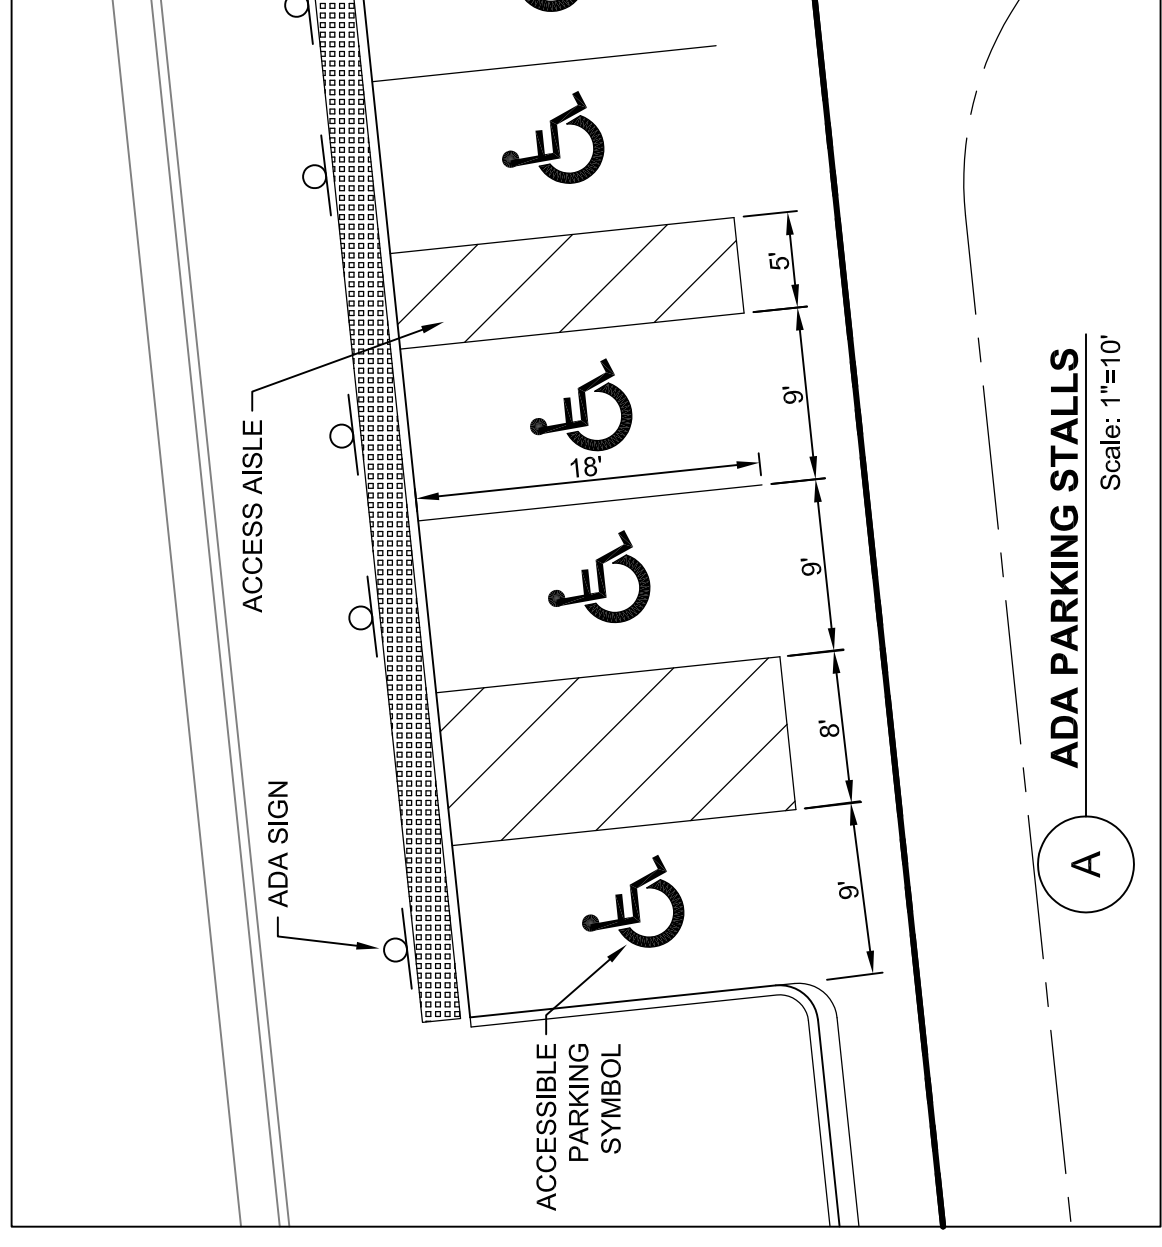 ADA SIGN
ACCESS AISLE
ACCESSIBLE
PARKING
SYMBOL
18'
9'
8'
9'
9'
5'
A
ADA PARKING STALLS
Scale: 1"=10'